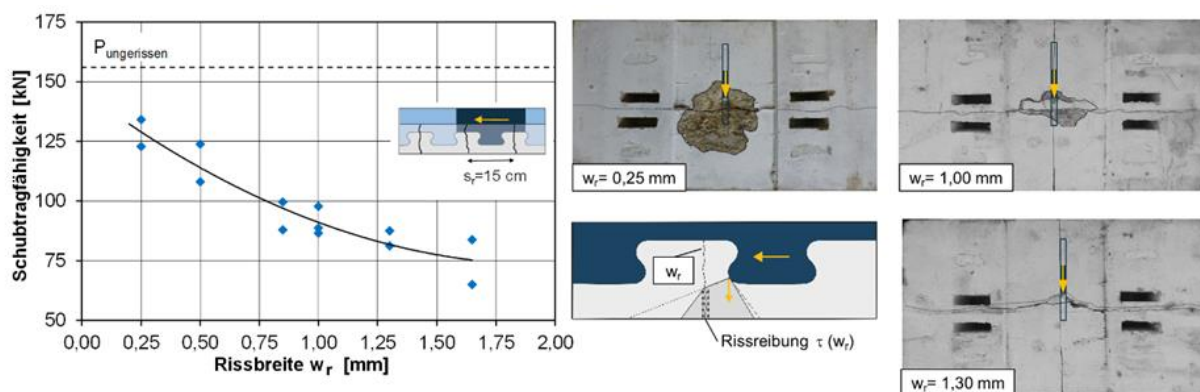 175
150
125
100
75
50
Schubtragfähigkeit [kN]
P ungerissen
sr=15 cm
0,00 0,25 0,50 0,75 1,00 1,25 1,50 1,75 2,00
Rissbreite wr [mm]
wr= 0,25 mm
wr= 1,00 mm
wr
Rissreibung τ (wr)
wr= 1,30 mm